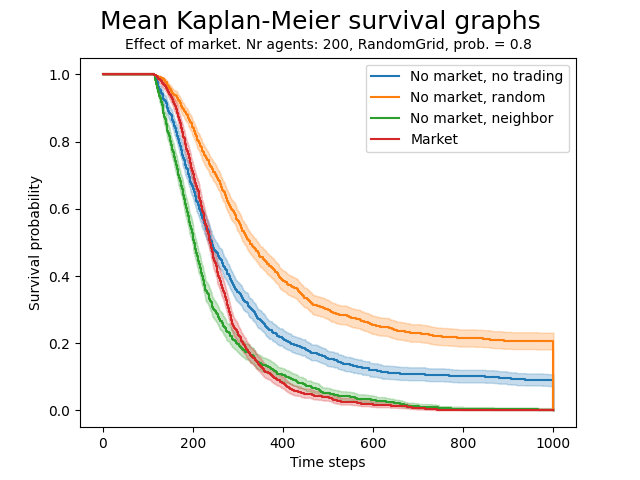 Mean Kaplan-Meier survival graphs
Effect of market. Nr agents: 200, RandomGrid, prob. = 0.8
No market, no trading
No market, random
No market, neighbor
Market
Survival probability
1.0
0.8
0.6
0.4
0.2
0.0
0 200 400 600 800 1000
Time steps